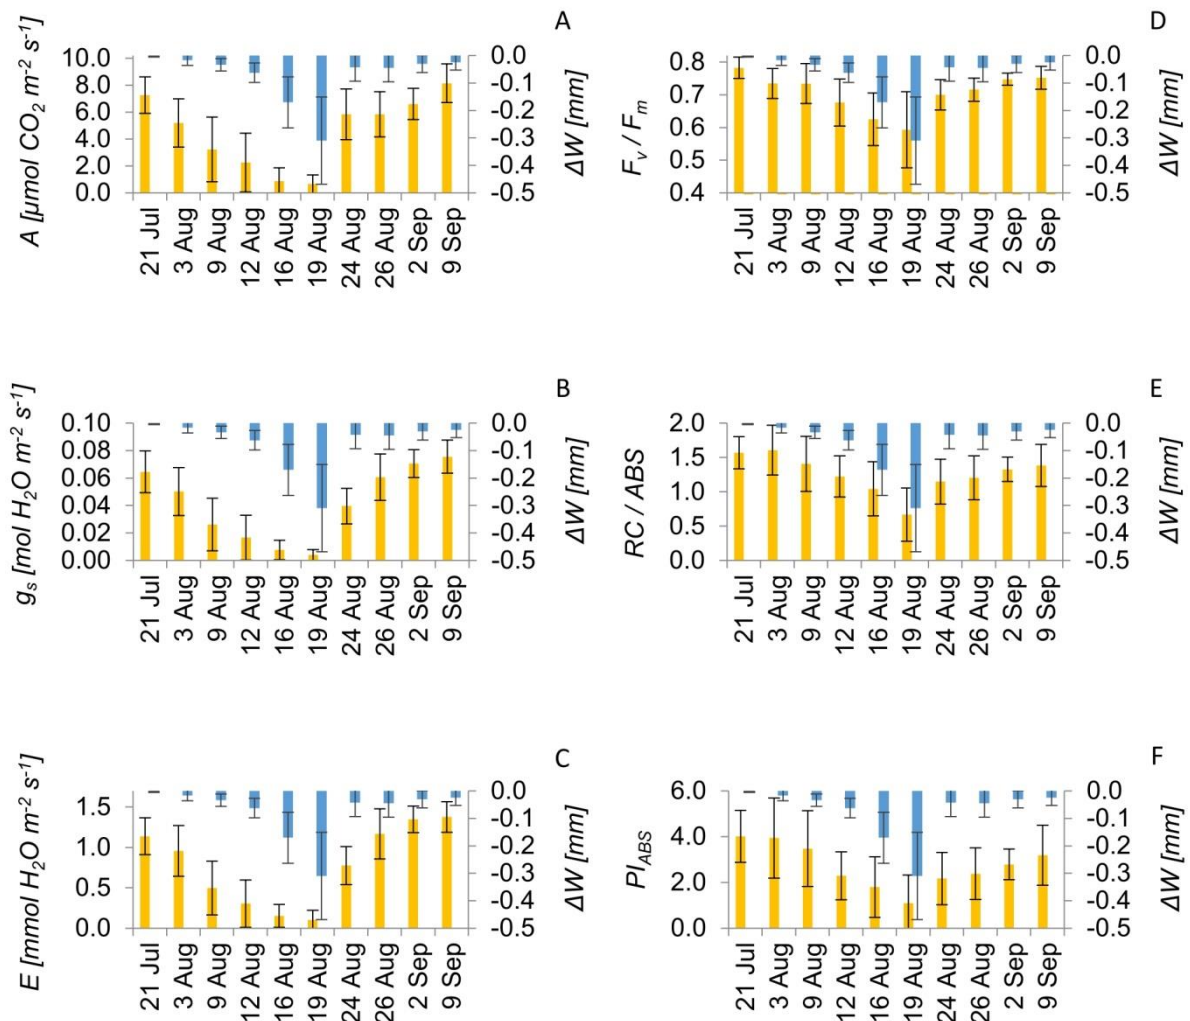 A
A [µmol CO₂ m⁻² s⁻¹]
10.0
8.0
6.0
4.0
2.0
0.0
0.0
-0.1
-0.2
-0.3
-0.4
-0.5
ΔW [mm]
21 Jul
3 Aug
9 Aug
12 Aug
16 Aug
19 Aug
24 Aug
26 Aug
2 Sep
9 Sep
D
Fᵥ / Fₘ
0.8
0.7
0.6
0.5
0.4
0.0
-0.1
-0.2
-0.3
-0.4
-0.5
ΔW [mm]
21 Jul
3 Aug
9 Aug
12 Aug
16 Aug
19 Aug
24 Aug
26 Aug
2 Sep
9 Sep
B
gₛ [mol H₂O m⁻² s⁻¹]
0.10
0.08
0.06
0.04
0.02
0.00
0.0
-0.1
-0.2
-0.3
-0.4
-0.5
ΔW [mm]
21 Jul
3 Aug
9 Aug
12 Aug
16 Aug
19 Aug
24 Aug
26 Aug
2 Sep
9 Sep
E
RC / ABS
2.0
1.5
1.0
0.5
0.0
0.0
-0.1
-0.2
-0.3
-0.4
-0.5
ΔW [mm]
21 Jul
3 Aug
9 Aug
12 Aug
16 Aug
19 Aug
24 Aug
26 Aug
2 Sep
9 Sep
C
E [mmol H₂O m⁻² s⁻¹]
1.5
1.0
0.5
0.0
0.0
-0.1
-0.2
-0.3
-0.4
-0.5
ΔW [mm]
21 Jul
3 Aug
9 Aug
12 Aug
16 Aug
19 Aug
24 Aug
26 Aug
2 Sep
9 Sep
F
PI_ABS
6.0
4.0
2.0
0.0
0.0
-0.1
-0.2
-0.3
-0.4
-0.5
ΔW [mm]
21 Jul
3 Aug
9 Aug
12 Aug
16 Aug
19 Aug
24 Aug
26 Aug
2 Sep
9 Sep